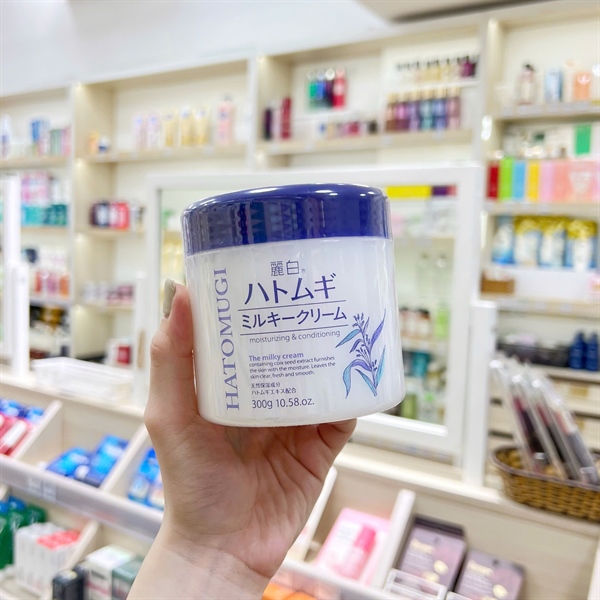 麗白®
ハトムギ
ミルキークリーム
moisturizing & conditioning
HATOMUGI
The milky cream
containing coix seed extract furnishes
the skin with the moisture. Leaves the
skin clear, fresh and smooth.
天然保湿成分
ハトムギエキス配合
300g 10.58oz.